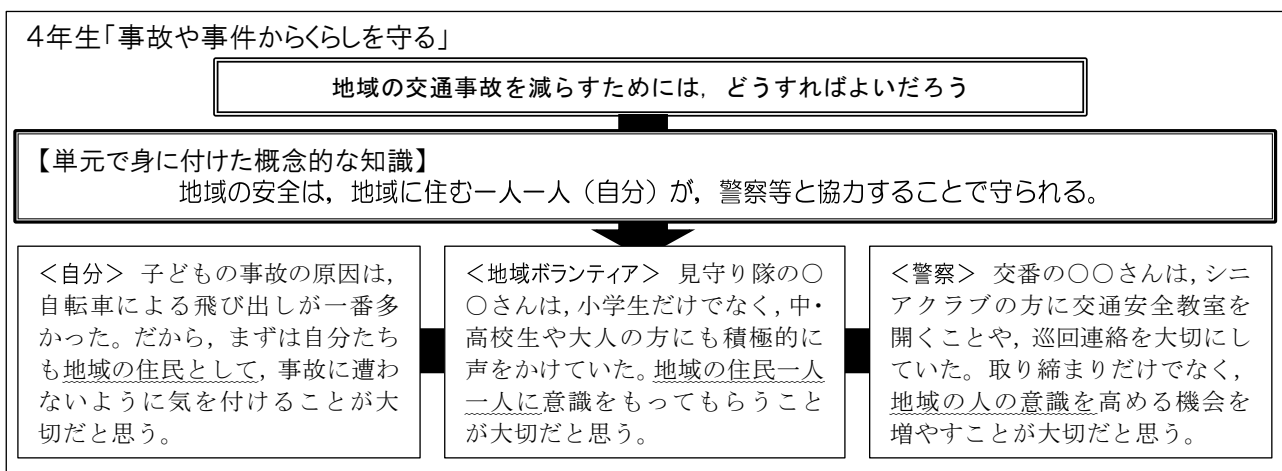 4年生「事故や事件からくらしを守る」
地域の交通事故を減らすためには，どうすればよいだろう
【単元で身に付けた概念的な知識】
地域の安全は，地域に住む一人一人（自分）が，警察等と協力することで守られる。
＜自分＞ 子どもの事故の原因は，
自転車による飛び出しが一番多
かった。だから，まずは自分たち
も地域の住民として，事故に遭わ
ないように気を付けることが大
切だと思う。
＜地域ボランティア＞ 見守り隊の〇
〇さんは，小学生だけでなく，中・
高校生や大人の方にも積極的に
声をかけていた。地域の住民一人
一人に意識をもってもらうこと
が大切だと思う。
＜警察＞ 交番の〇〇さんは，シニ
アクラブの方に交通安全教室を
開くことや，巡回連絡を大切にし
ていた。取り締まりだけでなく，
地域の人の意識を高める機会を
増やすことが大切だと思う。